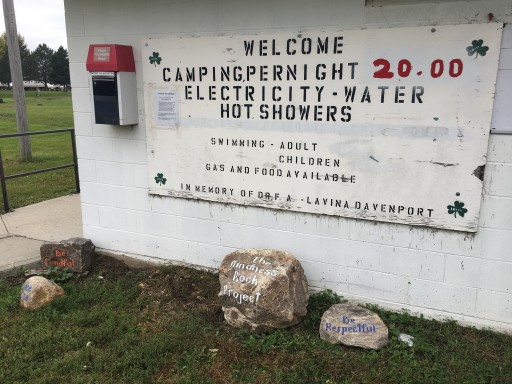 WELCOME
CAMPING,PERNIGHT 20.00
ELECTRICITY-WATER
HOT SHOWERS
SWIMMING - ADULT
CHILDREN
GAS AND FOOD AVAILABLE
IN MEMORY OF DR F. A. - LAVINA DAVENPORT
The
Kindness
Rock
Project
be
Respectful
Be